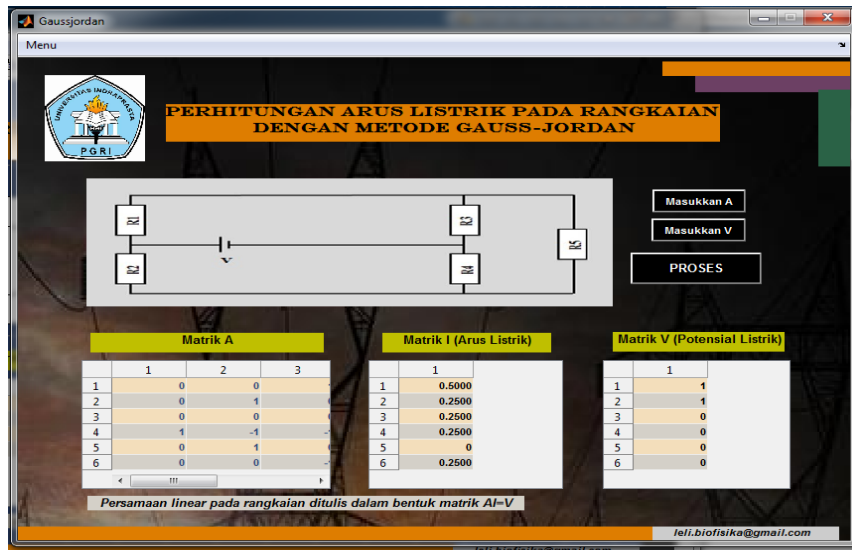 Gaussjordan
Menu
UNIVERSITAS INDRAPRASTA
PGRI
PERHITUNGAN ARUS LISTRIK PADA RANGKAIAN
DENGAN METODE GAUSS-JORDAN
R1
R2
V
R3
R4
R5
Masukkan A
Masukkan V
PROSES
Matrik A
1 2 3
1 0 0
2 0 1
3 0 0
4 1 -1
5 0 1
6 0 0
Matrik I (Arus Listrik)
1
1 0.5000
2 0.2500
3 0.2500
4 0.2500
5 0
6 0.2500
Matrik V (Potensial Listrik)
1
1 1
2 1
3 0
4 0
5 0
6 0
Persamaan linear pada rangkaian ditulis dalam bentuk matrik AI=V
leli.biofisika@gmail.com